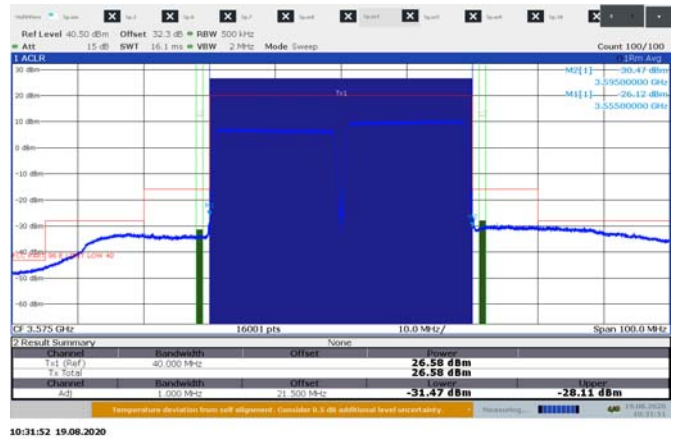 Ref Level 40.50 dBm Offset 32.3 dB RBW 500 kHz
Att 15 dB SWT 16.1 ms VBW 2 MHz Mode Sweep Count 100/100
1 ACLR 1Rm Avg
M2[1] -30.47 dBm
3.59500000 GHz
M1[1] -26.12 dBm
3.55500000 GHz
30 dBm
20 dBm
Tx1
10 dBm
0 dBm
-10 dBm
-20 dBm
-30 dBm
-40 dBm
-50 dBm
-60 dBm
CF 3.575 GHz 16001 pts 10.0 MHz/ Span 100.0 MHz
2 Result Summary None
Channel Bandwidth Offset Power
Tx1 (Ref) 40.000 MHz 26.58 dBm
Tx Total 26.58 dBm
Channel Bandwidth Offset Lower Upper
Adj 1.000 MHz 21.500 MHz -31.47 dBm -28.11 dBm
Temperature deviation from self alignment. Consider 0.5 dB additional level uncertainty. Measuring... 19.08.2020
10:31:51
10:31:52 19.08.2020